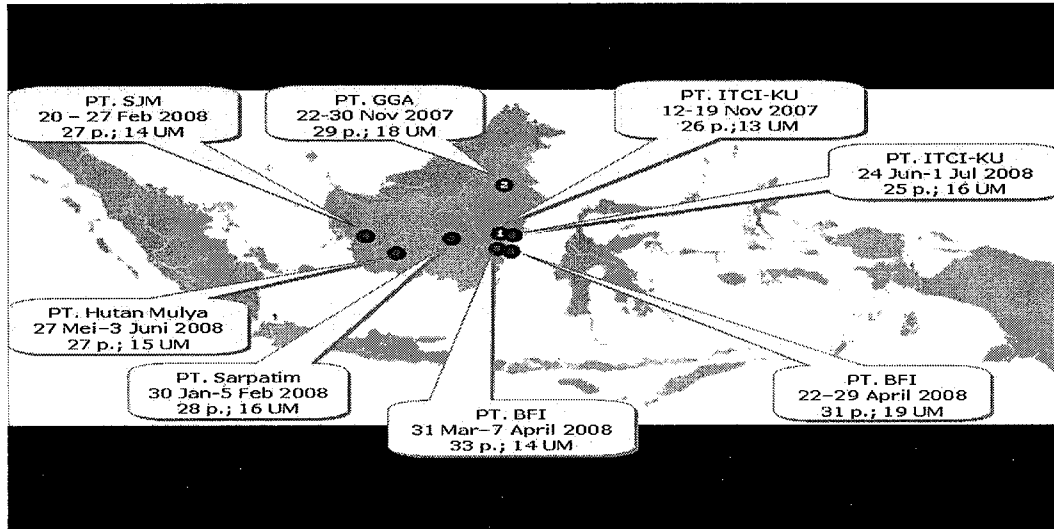 PT. SJM
20 – 27 Feb 2008
27 p.; 14 UM
PT. GGA
22-30 Nov 2007
29 p.; 18 UM
PT. ITCI-KU
12-19 Nov 2007
26 p.;13 UM
PT. ITCI-KU
24 Jun-1 Jul 2008
25 p.; 16 UM
2
1
PT. Hutan Mulya
27 Mei–3 Juni 2008
27 p.; 15 UM
PT. Sarpatim
30 Jan-5 Feb 2008
28 p.; 16 UM
PT. BFI
31 Mar–7 April 2008
33 p.; 14 UM
PT. BFI
22–29 April 2008
31 p.; 19 UM